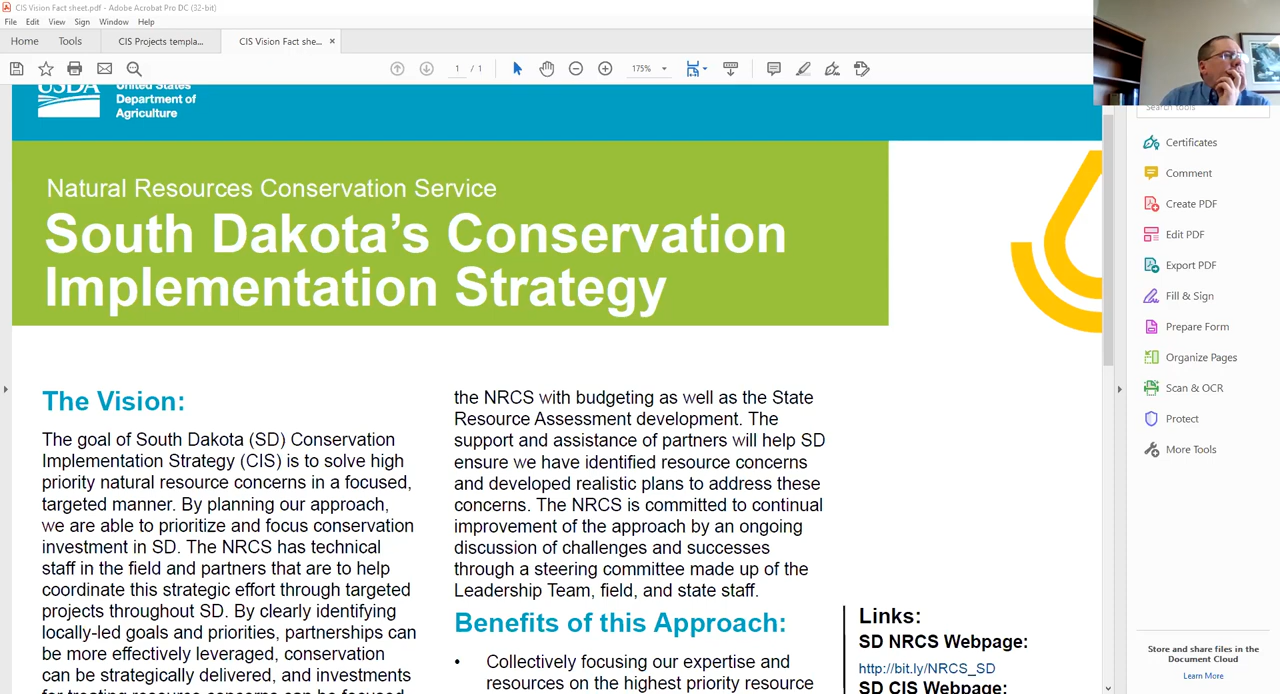 CIS Vision Fact sheet.pdf - Adobe Acrobat Pro DC (32-bit)
File Edit View Sign Window Help
Home Tools CIS Projects templa... CIS Vision Fact she... ×
1 / 1 175%
Search tools
USDA United States
Department of
Agriculture
Natural Resources Conservation Service
South Dakota's Conservation
Implementation Strategy
The Vision:
The goal of South Dakota (SD) Conservation
Implementation Strategy (CIS) is to solve high
priority natural resource concerns in a focused,
targeted manner. By planning our approach,
we are able to prioritize and focus conservation
investment in SD. The NRCS has technical
staff in the field and partners that are to help
coordinate this strategic effort through targeted
projects throughout SD. By clearly identifying
locally-led goals and priorities, partnerships can
be more effectively leveraged, conservation
can be strategically delivered, and investments
for treating resource concerns can be focused
the NRCS with budgeting as well as the State
Resource Assessment development. The
support and assistance of partners will help SD
ensure we have identified resource concerns
and developed realistic plans to address these
concerns. The NRCS is committed to continual
improvement of the approach by an ongoing
discussion of challenges and successes
through a steering committee made up of the
Leadership Team, field, and state staff.
Benefits of this Approach:
• Collectively focusing our expertise and
resources on the highest priority resource
Links:
SD NRCS Webpage:
http://bit.ly/NRCS_SD
SD CIS Webpage:
Certificates
Comment
Create PDF
Edit PDF
Export PDF
Fill & Sign
Prepare Form
Organize Pages
Scan & OCR
Protect
More Tools
Store and share files in the
Document Cloud
Learn More